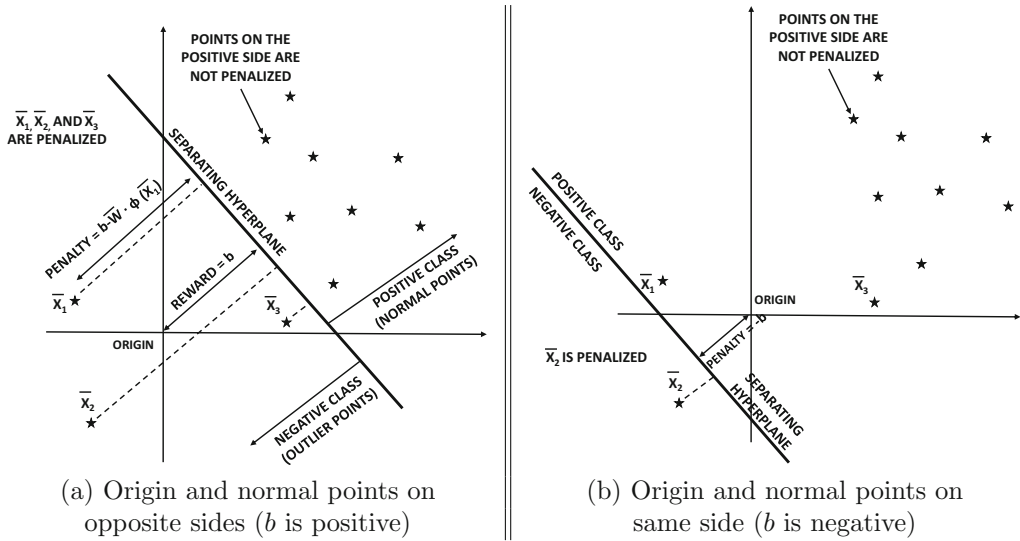 POINTS ON THE
POSITIVE SIDE ARE
NOT PENALIZED
X̅₁, X̅₂, AND X̅₃
ARE PENALIZED
SEPARATING HYPERPLANE
PENALTY = b-W̅ · ϕ (X̅₁)
REWARD = b
X̅₁
X̅₃
POSITIVE CLASS
(NORMAL POINTS)
ORIGIN
X̅₂
NEGATIVE CLASS
(OUTLIER POINTS)
(a) Origin and normal points on
opposite sides (b is positive)
POINTS ON THE
POSITIVE SIDE ARE
NOT PENALIZED
POSITIVE CLASS
NEGATIVE CLASS
X̅₁
X̅₃
ORIGIN
PENALTY = -b
X̅₂ IS PENALIZED
X̅₂
SEPARATING
HYPERPLANE
(b) Origin and normal points on
same side (b is negative)